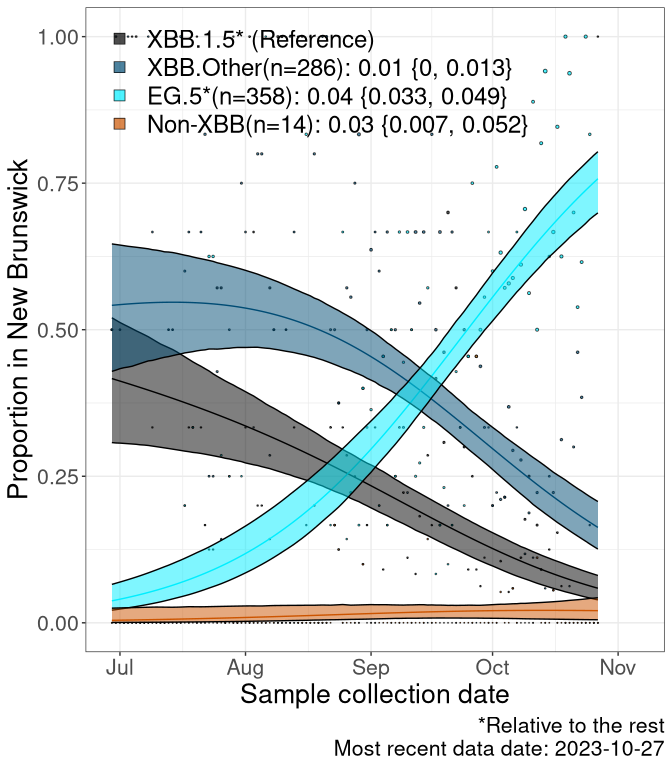 XBB.1.5* (Reference)
XBB.Other(n=286): 0.01 {0, 0.013}
EG.5*(n=358): 0.04 {0.033, 0.049}
Non-XBB(n=14): 0.03 {0.007, 0.052}
1.00
0.75
0.50
0.25
0.00
Proportion in New Brunswick
Jul Aug Sep Oct Nov
Sample collection date
*Relative to the rest
Most recent data date: 2023-10-27